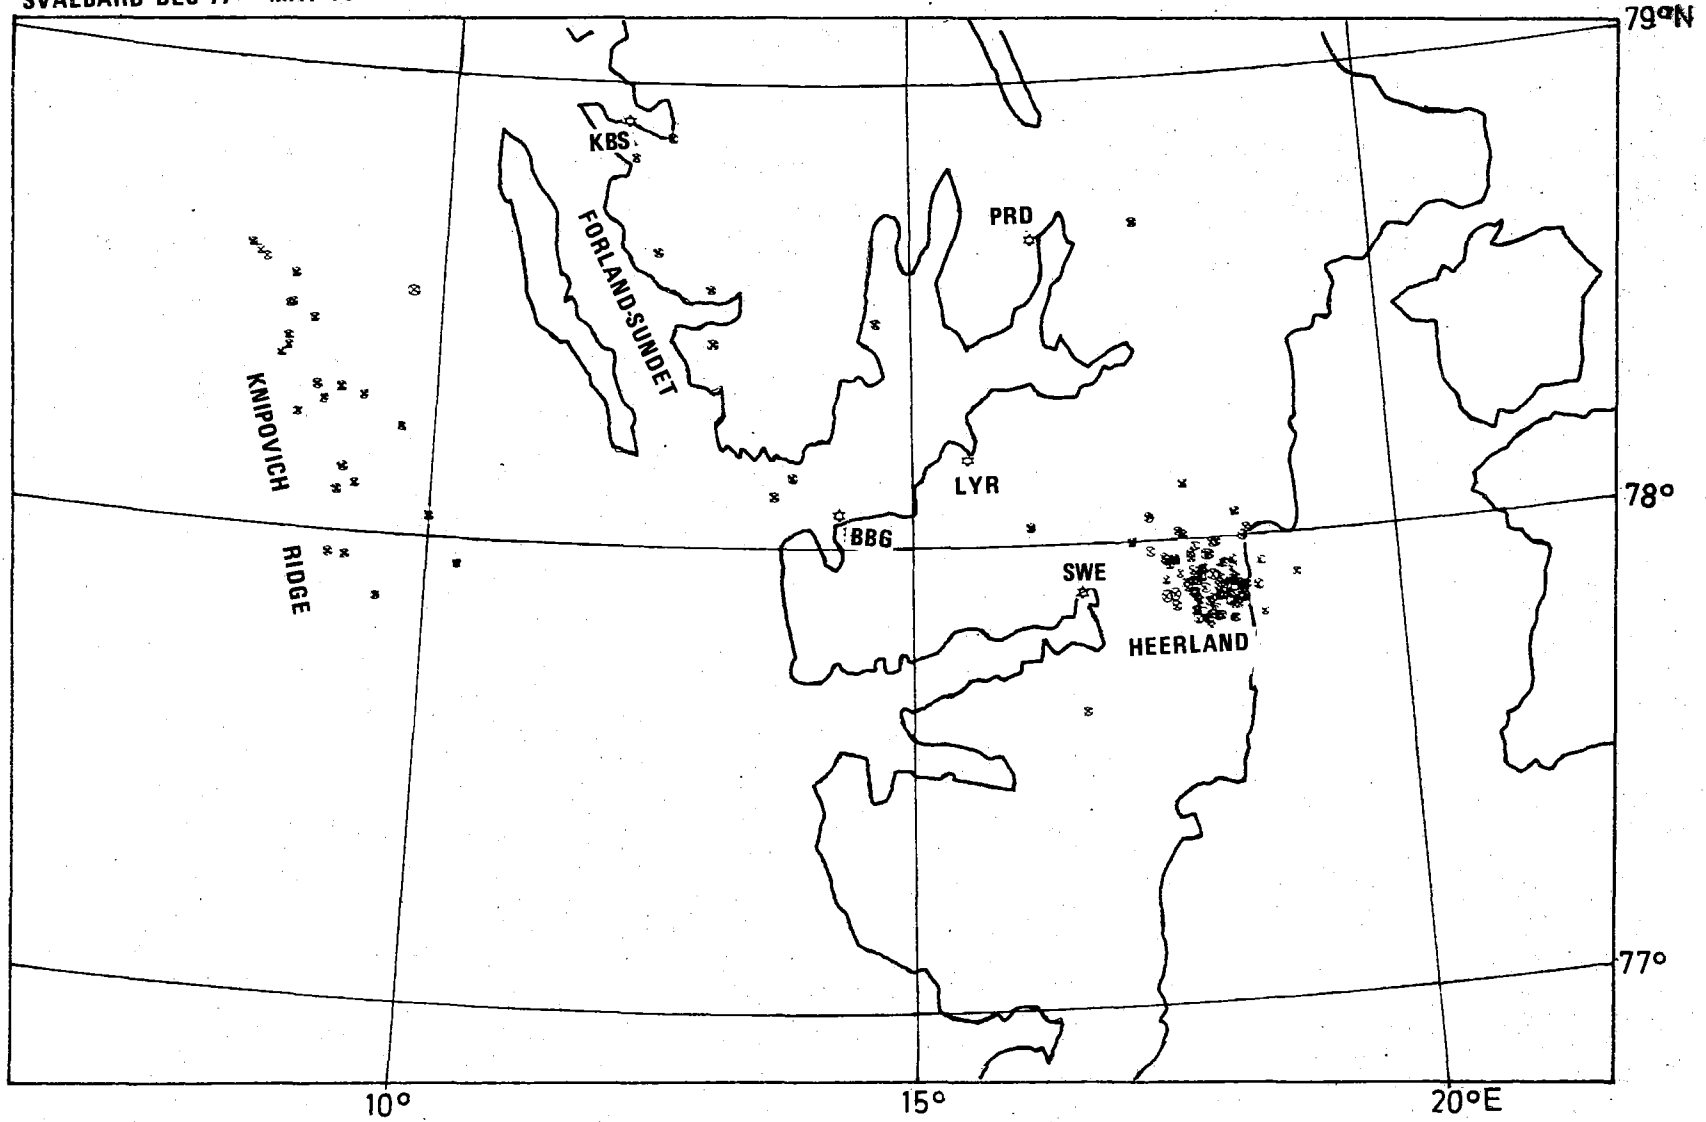 79°N
KBS
PRD
FORLAND-SUNDET
KNIPOVICH
RIDGE
LYR
78°
BBG
SWE
HEERLAND
77°
10°
15°
20°E